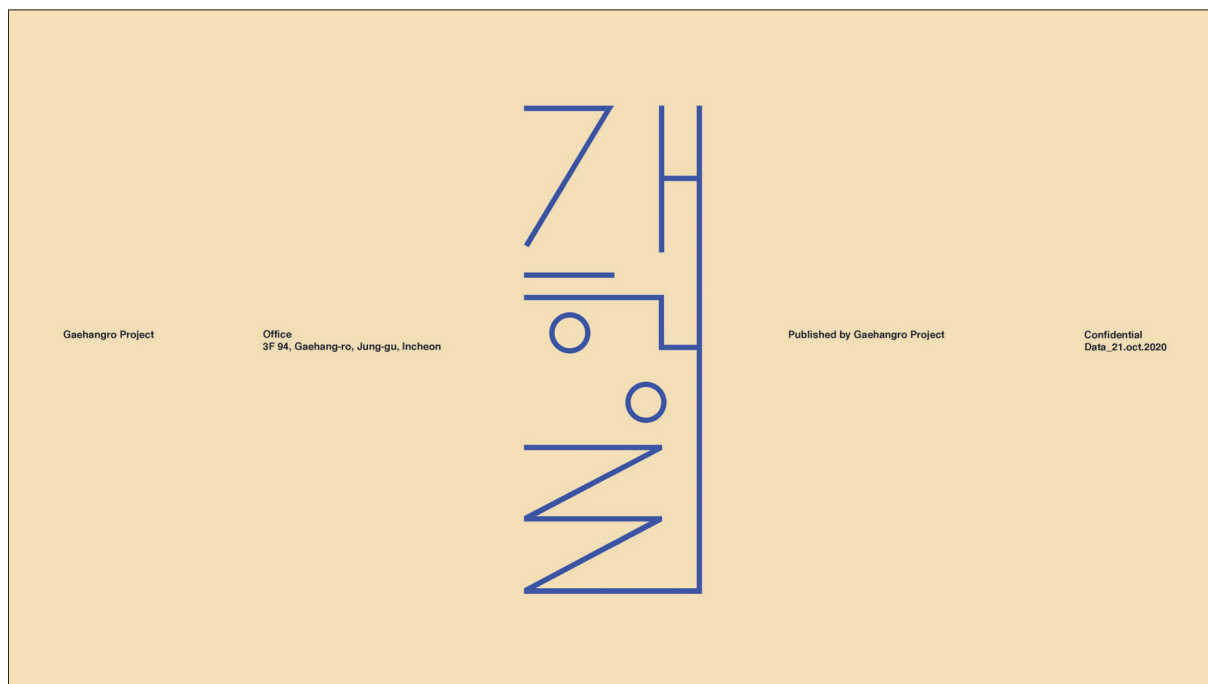 개항로
Gaehangro Project
Office
3F 94, Gaehang-ro, Jung-gu, Incheon
Published by Gaehangro Project
Confidential
Data_21.oct.2020